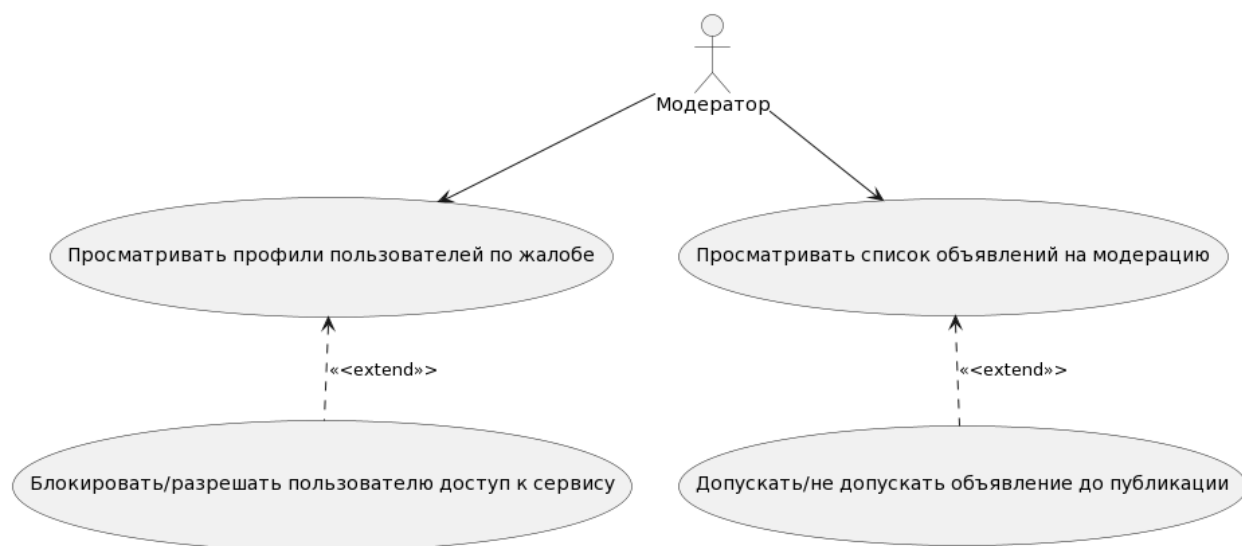 Модератор
Просматривать профили пользователей по жалобе
Просматривать список объявлений на модерацию
«<extend»>
«<extend»>
Блокировать/разрешать пользователю доступ к сервису
Допускать/не допускать объявление до публикации